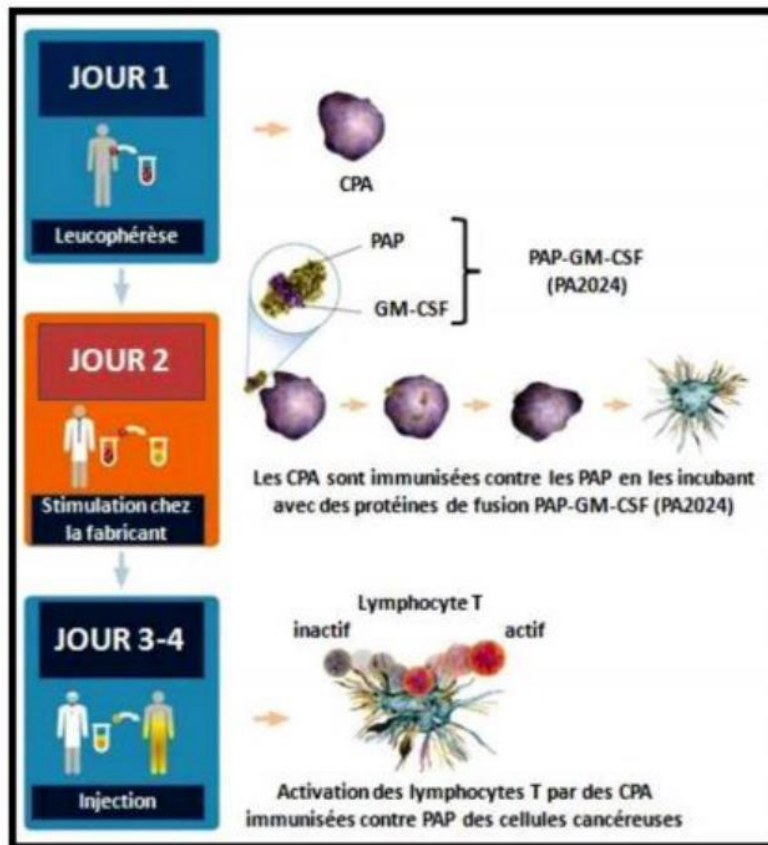 JOUR 1
Leucophérèse
CPA
PAP
GM-CSF
PAP-GM-CSF
(PA2024)
JOUR 2
Stimulation chez
la fabricant
Les CPA sont immunisées contre les PAP en les incubant
avec des protéines de fusion PAP-GM-CSF (PA2024)
JOUR 3-4
Injection
Lymphocyte T
inactif
actif
Activation des lymphocytes T par des CPA
immunisées contre PAP des cellules cancéreuses